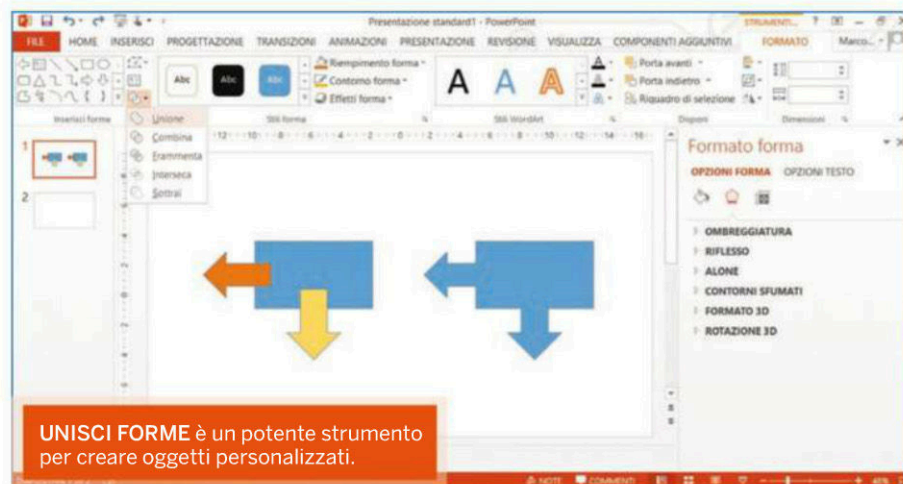 Presentazione standard1 - PowerPoint
STRUMENTI... ?
FILE HOME INSERISCI PROGETTAZIONE TRANSIZIONI ANIMAZIONI PRESENTAZIONE REVISIONE VISUALIZZA COMPONENTI AGGIUNTIVI FORMATO Marco...
Abc Abc Abc
Riempimento forma
Contorno forma
Effetti forma
A A A
Porta avanti
Porta indietro
Riquadro di selezione
Inserisci forme Stili forma Stili WordArt Disponi Dimensioni
Unione
Combina
Frammenta
Interseca
Sottrai
1
2
Formato forma
OPZIONI FORMA OPZIONI TESTO
OMBREGGIATURA
RIFLESSO
ALONE
CONTORNI SFUMATI
FORMATO 3D
ROTAZIONE 3D
UNISCI FORME è un potente strumento
per creare oggetti personalizzati.
NOTE COMMENTI